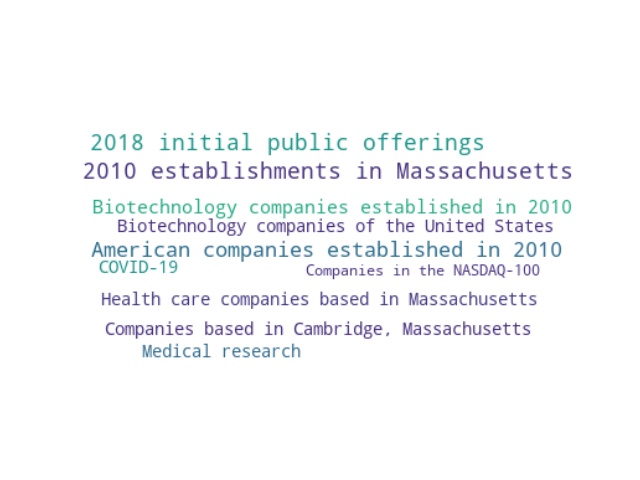 2018 initial public offerings
2010 establishments in Massachusetts
Biotechnology companies established in 2010
Biotechnology companies of the United States
American companies established in 2010
COVID-19
Companies in the NASDAQ-100
Health care companies based in Massachusetts
Companies based in Cambridge, Massachusetts
Medical research